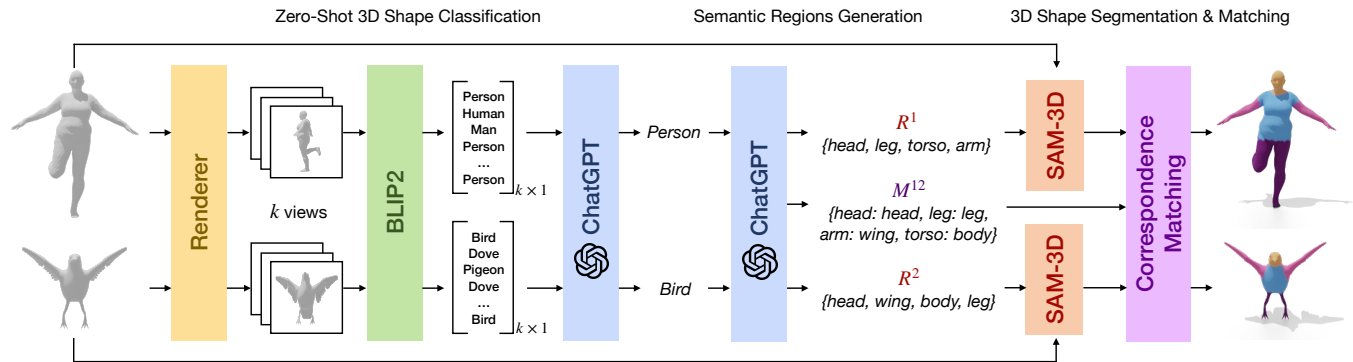 Zero-Shot 3D Shape Classification
Semantic Regions Generation
3D Shape Segmentation & Matching
Renderer
k views
BLIP2
Person
Human
Man
Person
...
Person
k × 1
Bird
Dove
Pigeon
Dove
...
Bird
k × 1
ChatGPT
Person
Bird
ChatGPT
R¹
{head, leg, torso, arm}
M¹²
{head: head, leg: leg,
arm: wing, torso: body}
R²
{head, wing, body, leg}
SAM-3D
SAM-3D
Correspondence
Matching